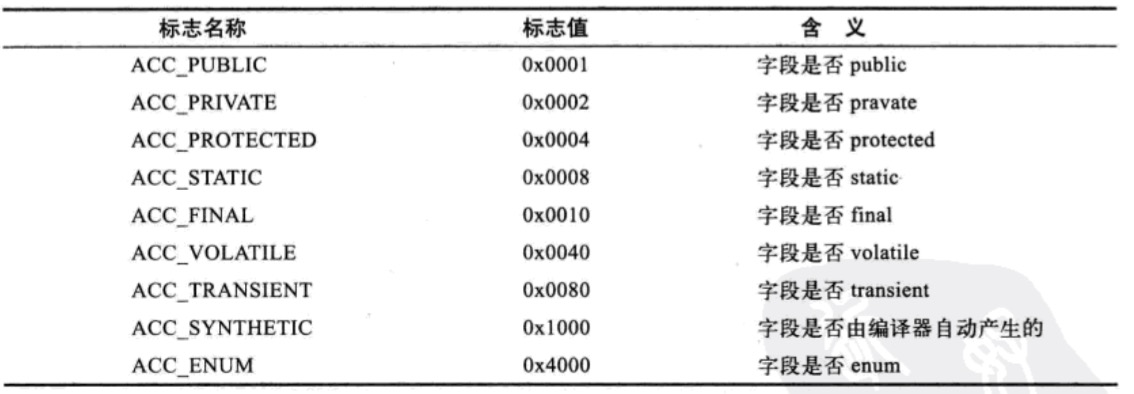 标志名称 标志值 含 义
ACC_PUBLIC 0x0001 字段是否 public
ACC_PRIVATE 0x0002 字段是否 pravate
ACC_PROTECTED 0x0004 字段是否 protected
ACC_STATIC 0x0008 字段是否 static
ACC_FINAL 0x0010 字段是否 final
ACC_VOLATILE 0x0040 字段是否 volatile
ACC_TRANSIENT 0x0080 字段是否 transient
ACC_SYNTHETIC 0x1000 字段是否由编译器自动产生的
ACC_ENUM 0x4000 字段是否 enum